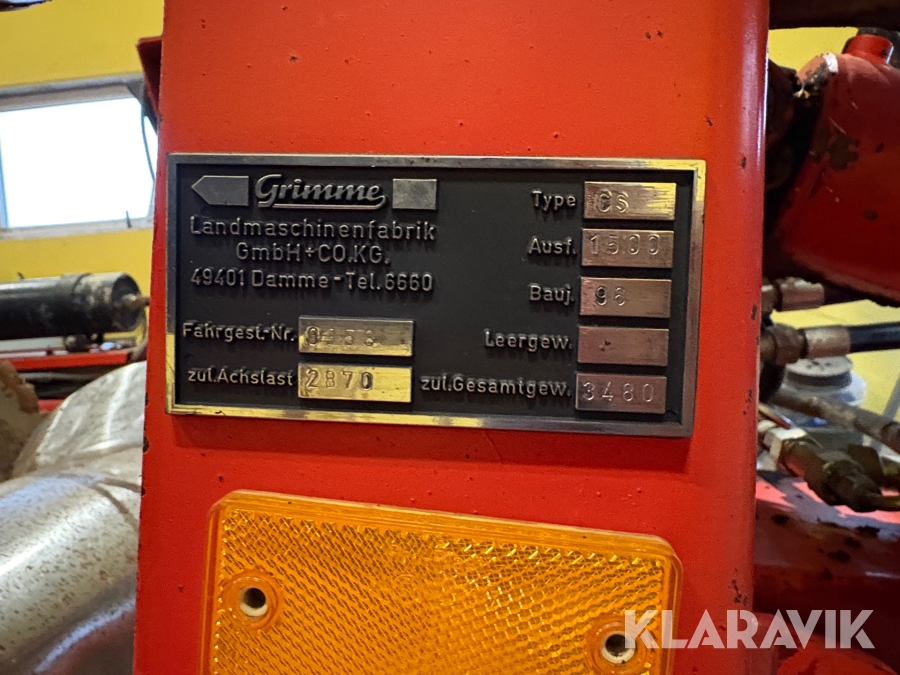 Grimme
Landmaschinenfabrik
GmbH+CO.KG.
49401 Damme-Tel.6660
Fahrgest.-Nr.
zul.Achslast 2870
Type CS
Ausf. 1500
Bauj. 96
Leergew.
zul.Gesamtgew. 3480
KLARAVIK